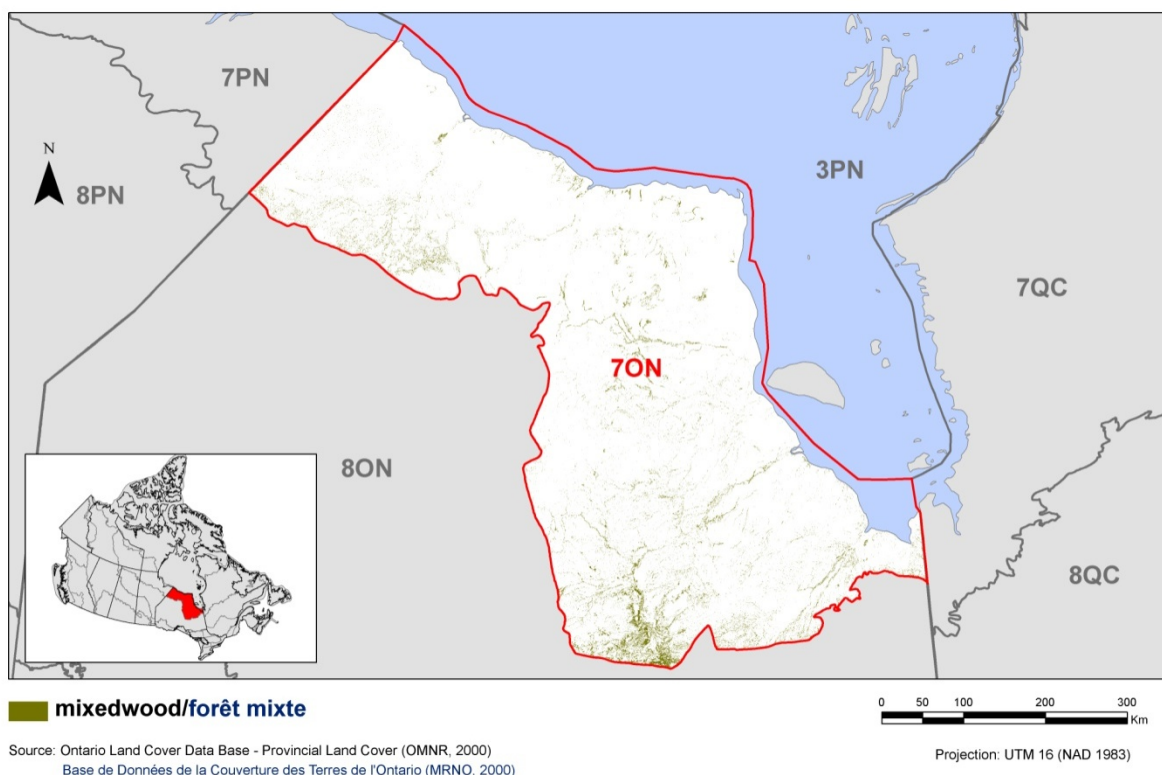 7PN
N
8PN
3PN
7QC
7ON
8ON
8QC
mixedwood/forêt mixte
0 50 100 200 300
Km
Source: Ontario Land Cover Data Base - Provincial Land Cover (OMNR, 2000)
Base de Données de la Couverture des Terres de l'Ontario (MRNO, 2000)
Projection: UTM 16 (NAD 1983)